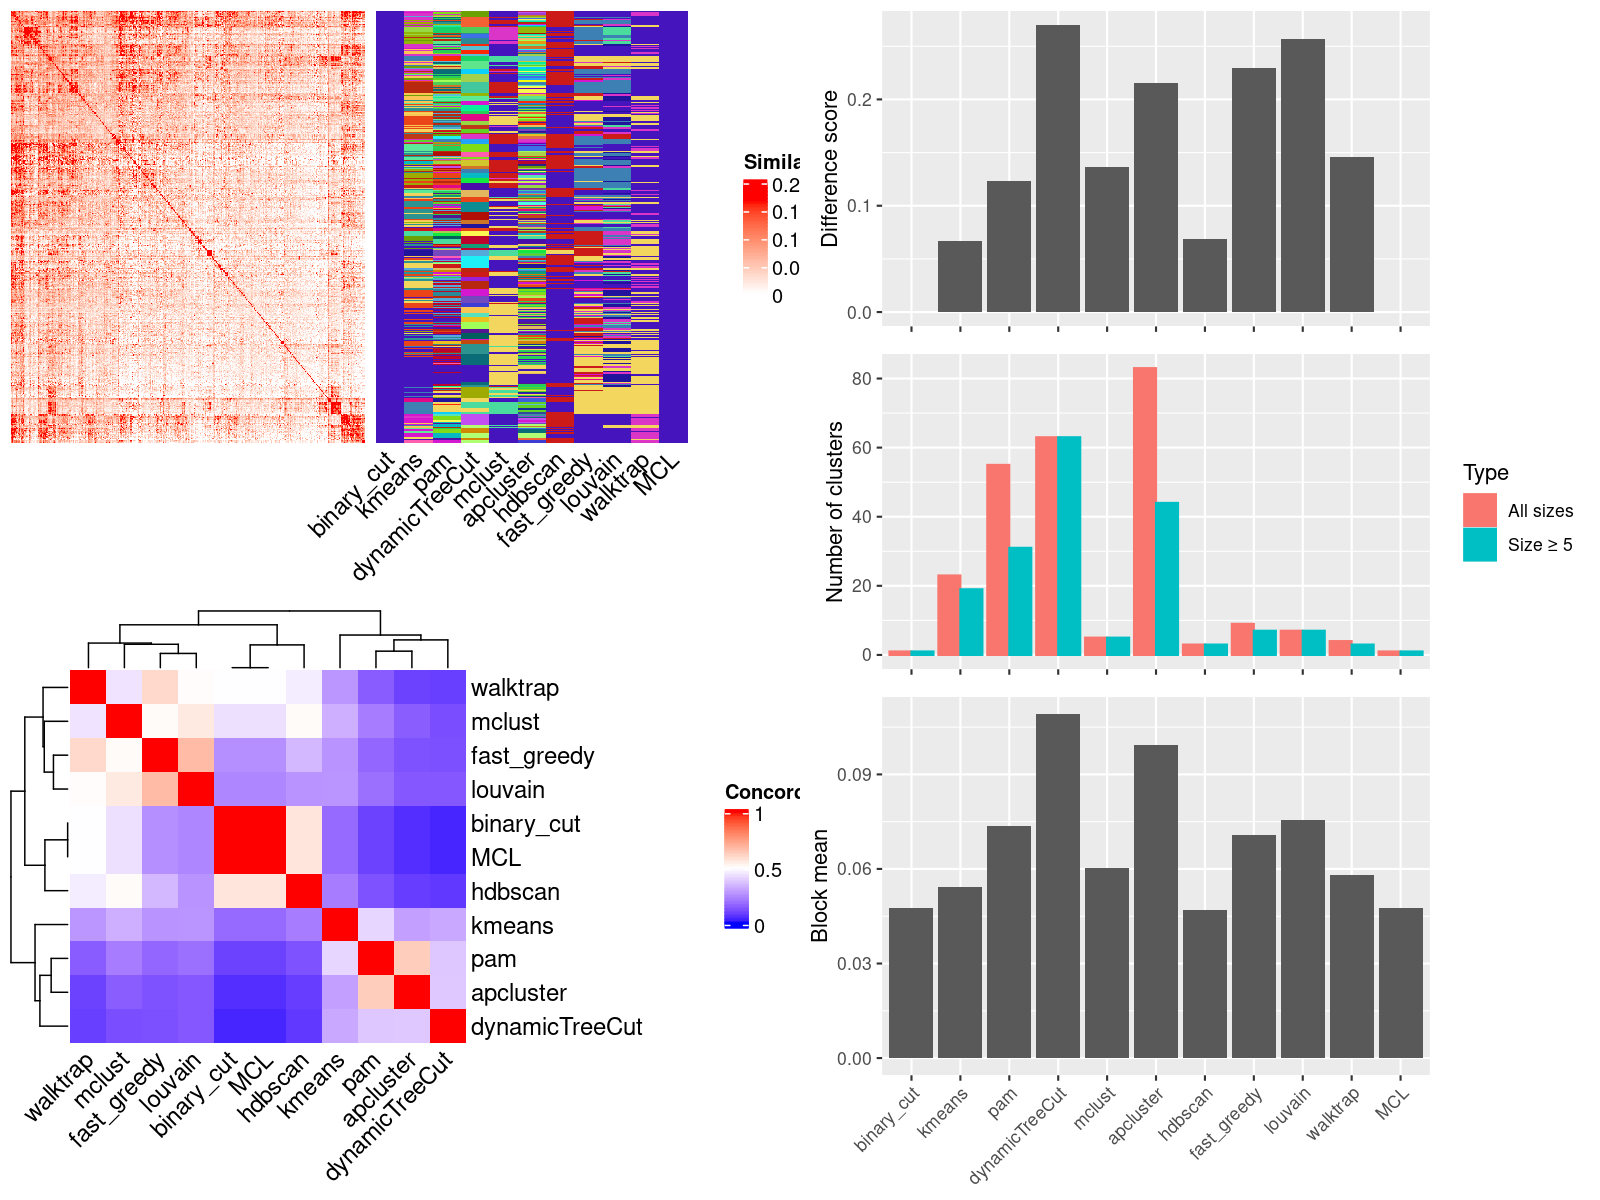 Simila
0.2
0.1
0.1
0.0
0
binary_cut
kmeans
pam
dynamicTreeCut
mclust
apcluster
hdbscan
fast_greedy
louvain
walktrap
MCL
walktrap
mclust
fast_greedy
louvain
binary_cut
MCL
hdbscan
kmeans
pam
apcluster
dynamicTreeCut
walktrap
mclust
fast_greedy
louvain
binary_cut
MCL
hdbscan
kmeans
pam
apcluster
dynamicTreeCut
Concord
1
0.5
0
Difference score
0.2
0.1
0.0
Number of clusters
80
60
40
20
0
Type
All sizes
Size ≥ 5
Block mean
0.09
0.06
0.03
0.00
binary_cut
kmeans
pam
dynamicTreeCut
mclust
apcluster
hdbscan
fast_greedy
louvain
walktrap
MCL